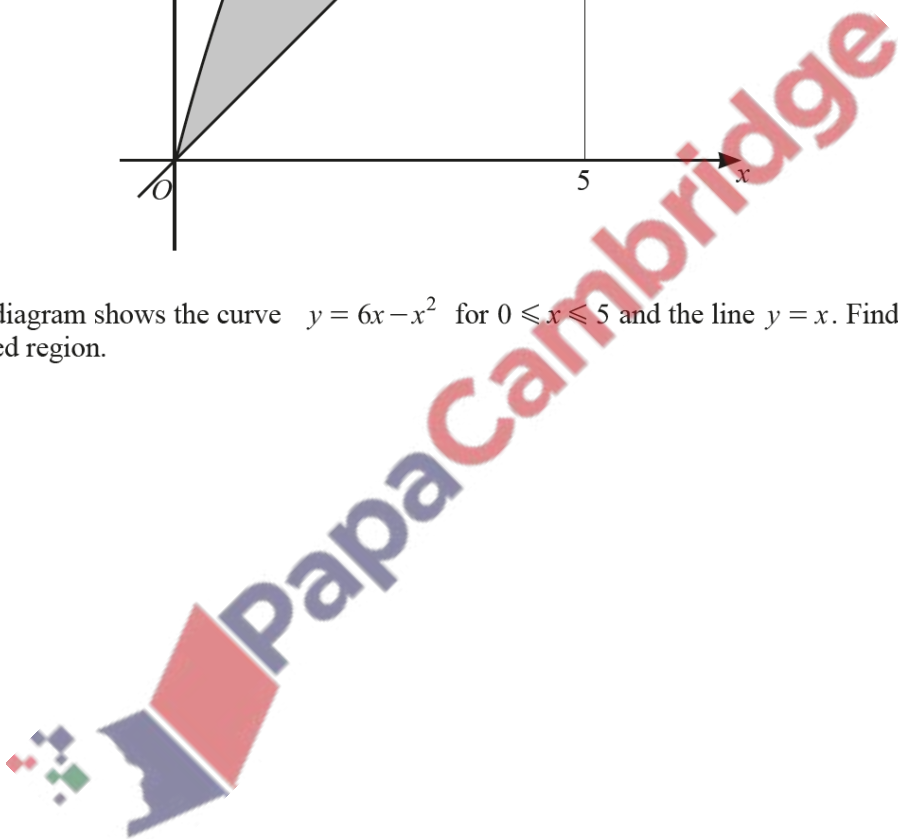 O
5
x
diagram shows the curve y = 6x − x² for 0 ⩽ x ⩽ 5 and the line y = x. Find
ed region.
PapaCambridge